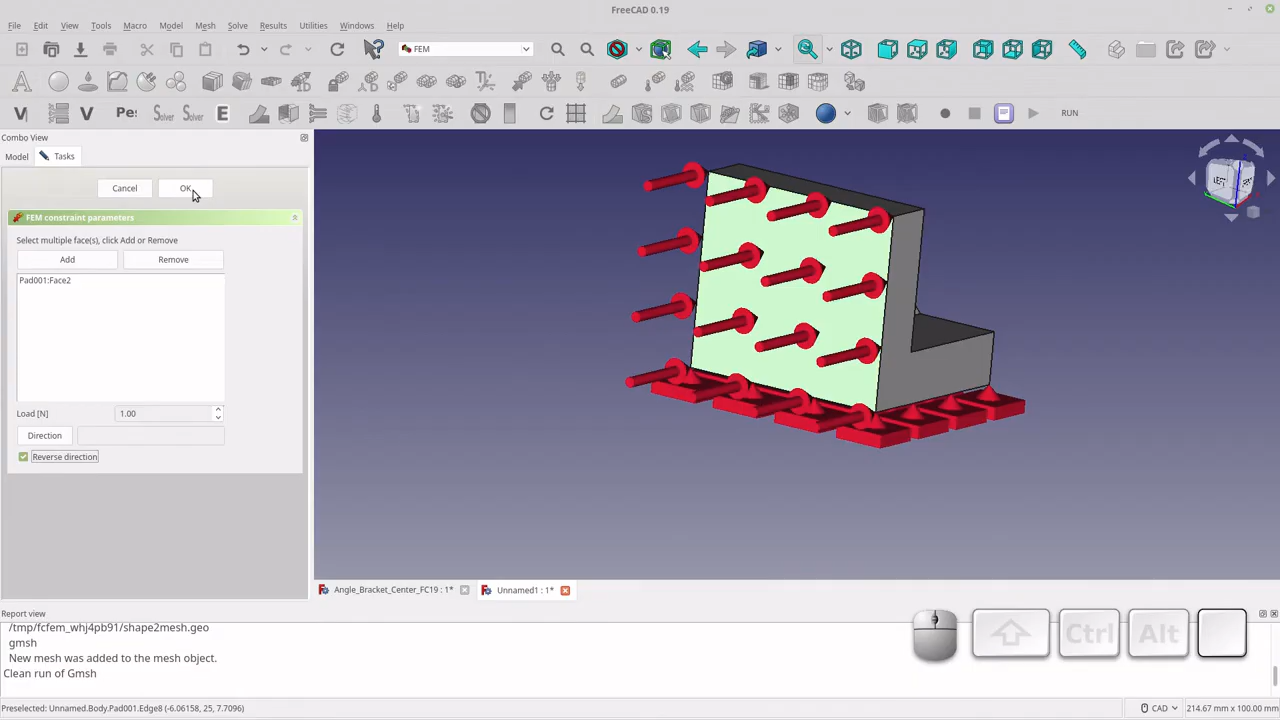 FreeCAD 0.19
File Edit View Tools Macro Model Mesh Solve Results Utilities Windows Help
FEM
RUN
Combo View
Model Tasks
Cancel OK
FEM constraint parameters
Select multiple face(s), click Add or Remove
Add Remove
Pad001:Face2
Load [N] 1.00
Direction
Reverse direction
LEFT
Angle_Bracket_Center_FC19 : 1* Unnamed1 : 1*
Report view
/tmp/fcfem_whj4pb91/shape2mesh.geo
gmsh
New mesh was added to the mesh object.
Clean run of Gmsh
Ctrl Alt
Preselected: Unnamed.Body.Pad001.Edge8 (-6.06158, 25, 7.7096) CAD 214.67 mm x 100.00 mm